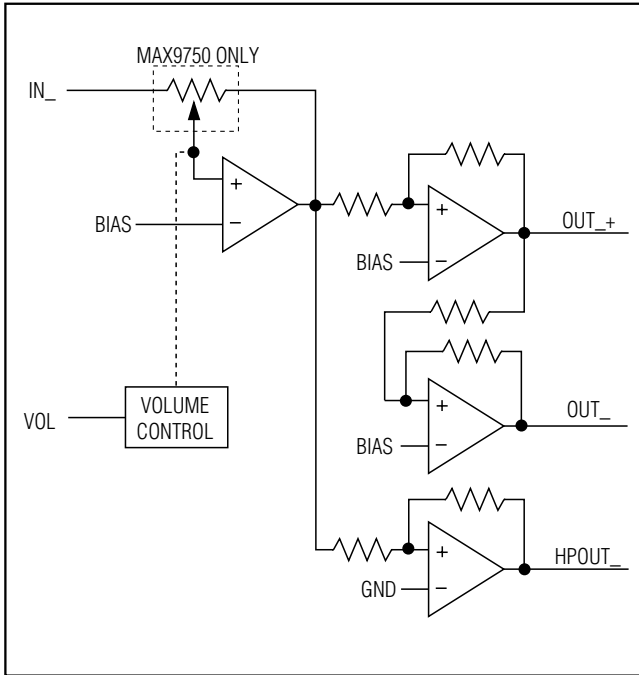 MAX9750 ONLY
IN_
+
BIAS
−
+
BIAS
−
OUT_+
VOL
VOLUME
CONTROL
+
BIAS
−
OUT_
+
GND
−
HPOUT_